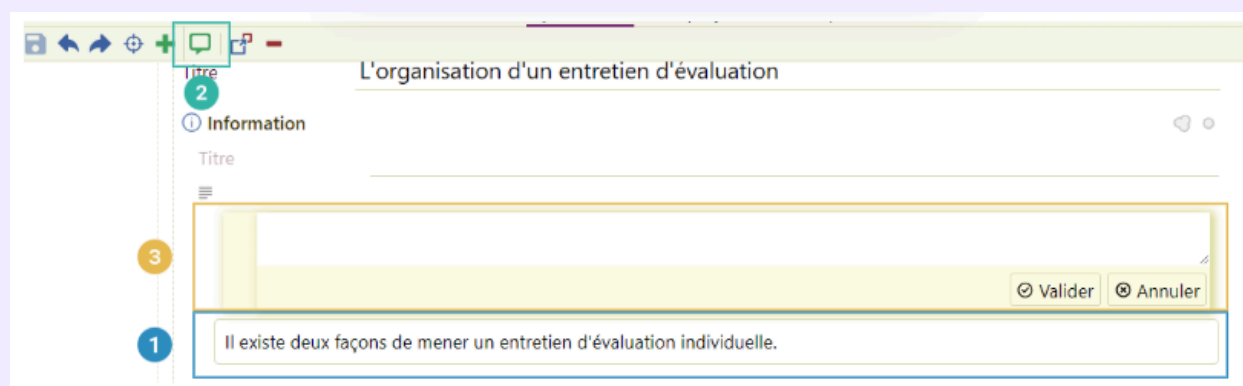 Titre
L'organisation d'un entretien d'évaluation
2
Information
Titre
3
Valider
Annuler
1
Il existe deux façons de mener un entretien d'évaluation individuelle.